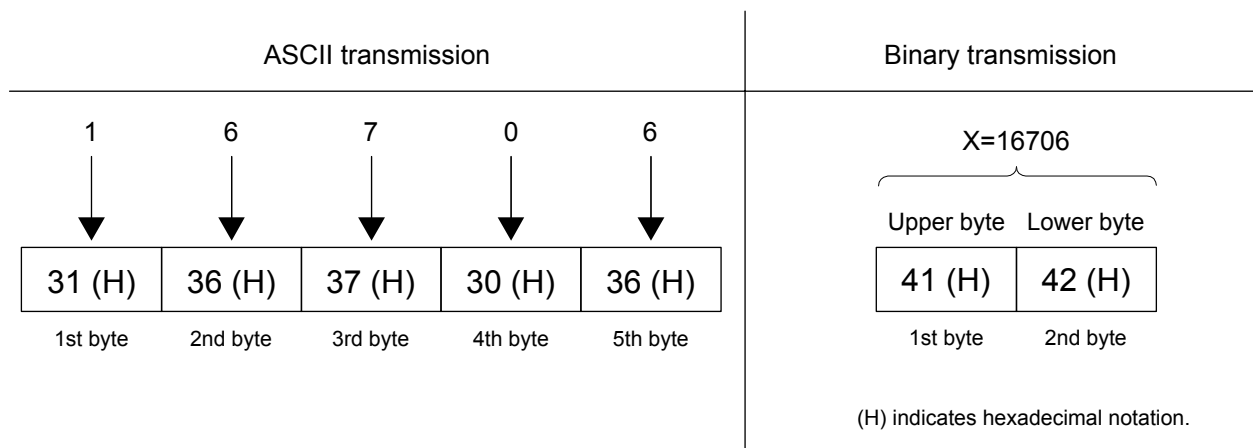 ASCII transmission
1 6 7 0 6
31 (H) 36 (H) 37 (H) 30 (H) 36 (H)
1st byte 2nd byte 3rd byte 4th byte 5th byte
Binary transmission
X=16706
Upper byte Lower byte
41 (H) 42 (H)
1st byte 2nd byte
(H) indicates hexadecimal notation.